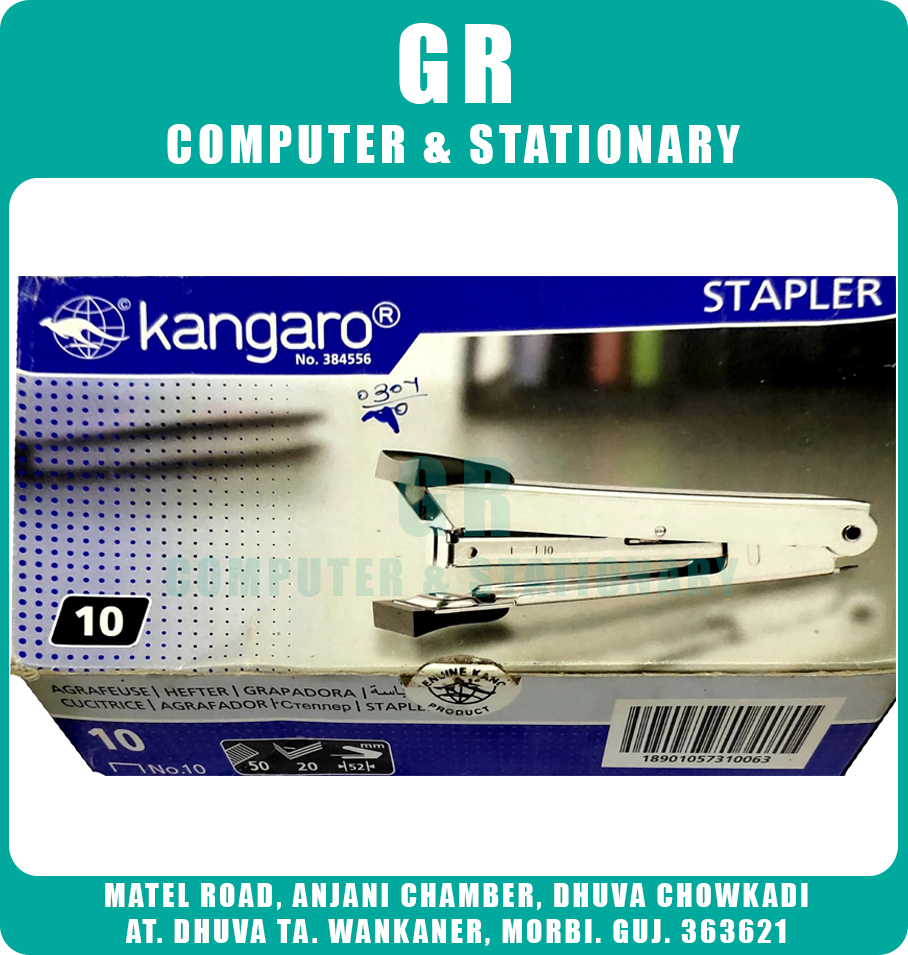 GR
COMPUTER & STATIONARY
© kangaro®
No. 384556
STAPLER
0304
GR
COMPUTER & STATIONARY
10
AGRAFEUSE | HEFTER | GRAPADORA |
CUCITRICE | AGRAFADOR | Степлер | STAPLE
GENUINE KANG
PRODUCT
10
No.10
50 20 mm
52
18901057310063
MATEL ROAD, ANJANI CHAMBER, DHUVA CHOWKADI
AT. DHUVA TA. WANKANER, MORBI. GUJ. 363621